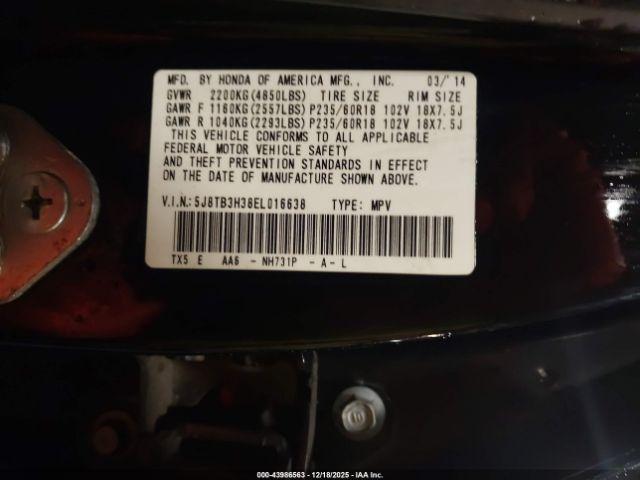 MFD. BY HONDA OF AMERICA MFG., INC. 03/'14
GVWR 2200KG(4850LBS) TIRE SIZE RIM SIZE
GAWR F 1160KG(2557LBS) P235/60R18 102V 18X7.5J
GAWR R 1040KG(2293LBS) P235/60R18 102V 18X7.5J
THIS VEHICLE CONFORMS TO ALL APPLICABLE
FEDERAL MOTOR VEHICLE SAFETY
AND THEFT PREVENTION STANDARDS IN EFFECT
ON THE DATE OF MANUFACTURE SHOWN ABOVE.
V.I.N.:5J8TB3H38EL016638 TYPE: MPV
TX5 E AA6 - NH731P - A - L
000-43986563 - 12/18/2025 - IAA Inc.